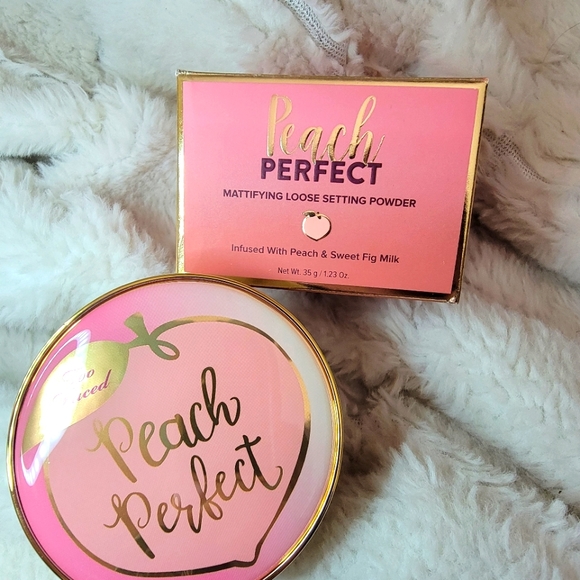 Peach
PERFECT
MATTIFYING LOOSE SETTING POWDER
Infused With Peach & Sweet Fig Milk
Net Wt. 35 g / 1.23 Oz.
Too
Faced
Peach
Perfect